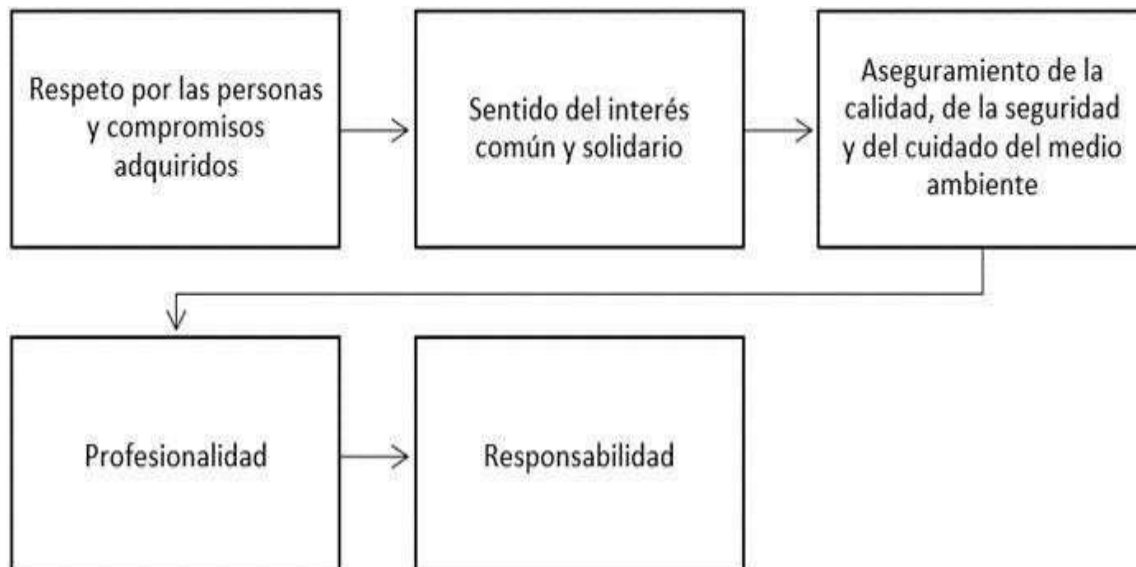 Respeto por las personas
y compromisos
adquiridos
Sentido del interés
común y solidario
Aseguramiento de la
calidad, de la seguridad
y del cuidado del medio
ambiente
Profesionalidad
Responsabilidad